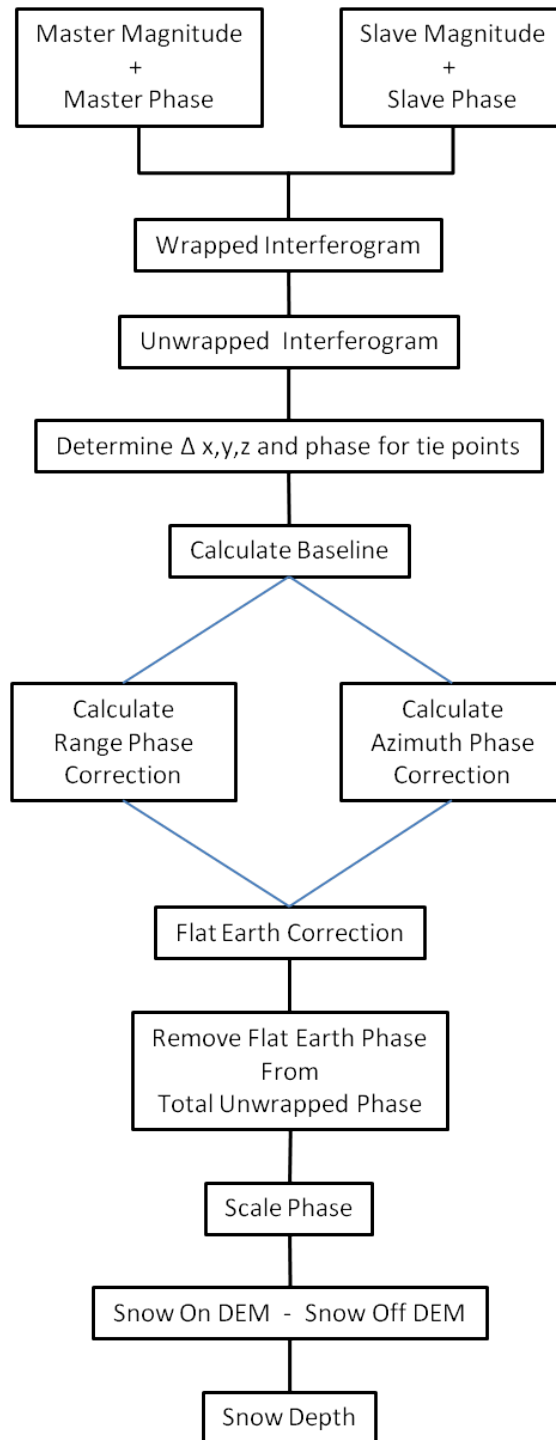 Master Magnitude
+
Master Phase
Slave Magnitude
+
Slave Phase
Wrapped Interferogram
Unwrapped Interferogram
Determine Δ x,y,z and phase for tie points
Calculate Baseline
Calculate
Range Phase
Correction
Calculate
Azimuth Phase
Correction
Flat Earth Correction
Remove Flat Earth Phase
From
Total Unwrapped Phase
Scale Phase
Snow On DEM - Snow Off DEM
Snow Depth